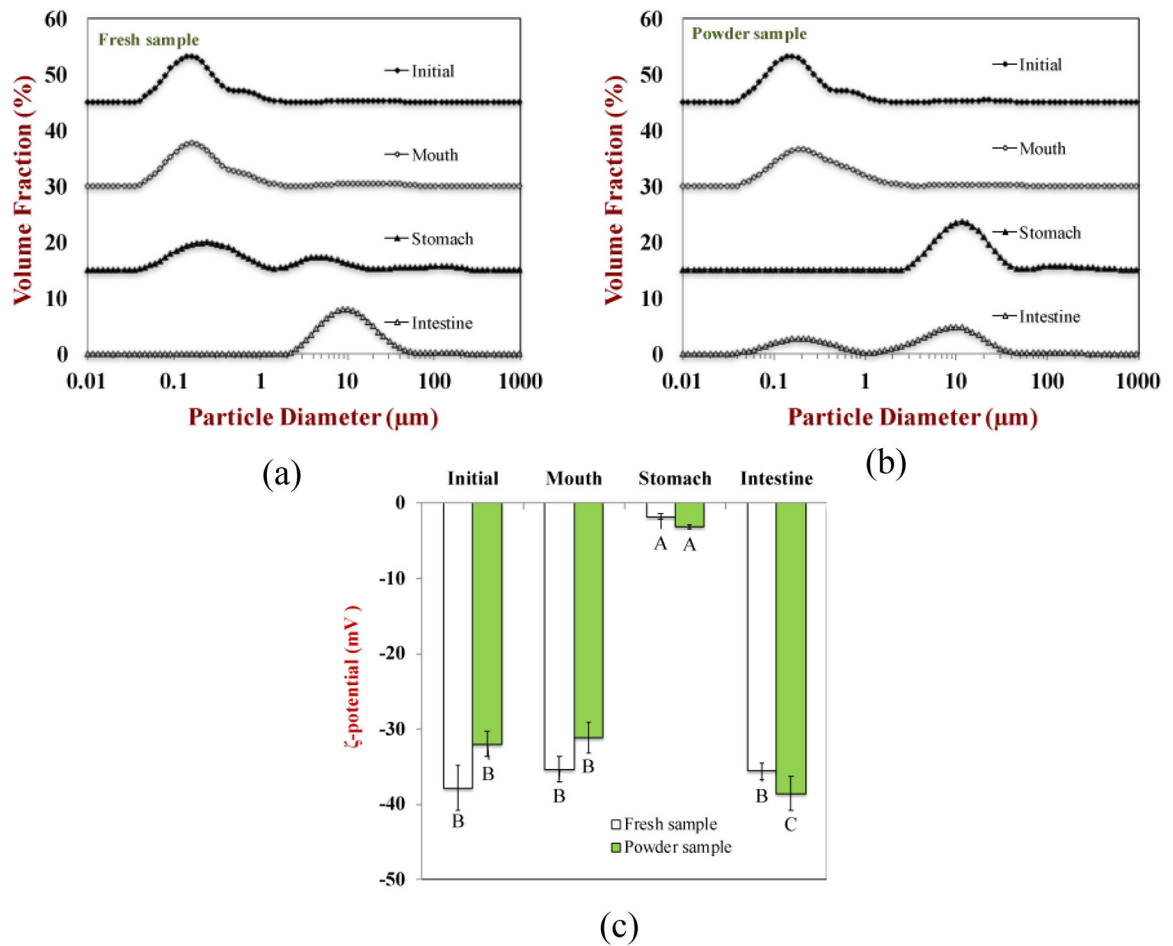 60
50
40
30
20
10
0
Volume Fraction (%)
Fresh sample
Initial
Mouth
Stomach
Intestine
0.01 0.1 1 10 100 1000
Particle Diameter (μm)
(a)
60
50
40
30
20
10
0
Volume Fraction (%)
Powder sample
Initial
Mouth
Stomach
Intestine
0.01 0.1 1 10 100 1000
Particle Diameter (μm)
(b)
Initial Mouth Stomach Intestine
0
-10
-20
-30
-40
-50
ζ-potential (mV )
A A
B B B B B C
Fresh sample
Powder sample
(c)